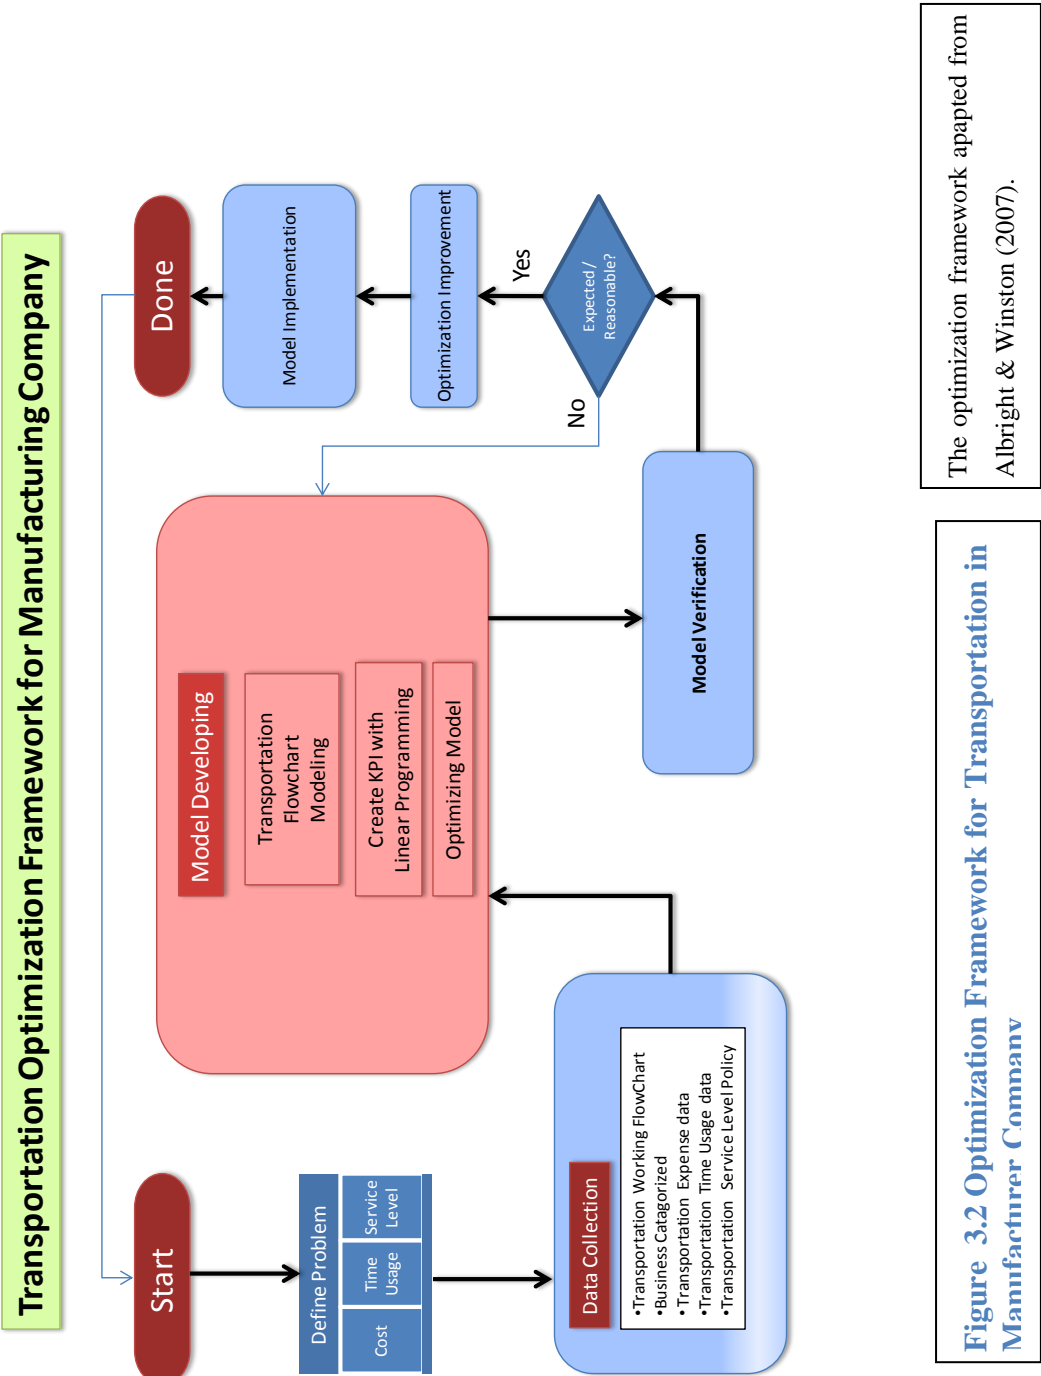 Transportation Optimization Framework for Manufacturing Company
Start
Define Problem
Cost
Time
Usage
Service
Level
Data Collection
•Transportation Working FlowChart
•Business Catagorized
•Transportation Expense data
•Transportation Time Usage data
•Transportation Service Level Policy
Model Developing
Transportation
Flowchart
Modeling
Create KPI with
Linear Programming
Optimizing Model
Model Verification
Expected/
Reasonable?
No
Yes
Optimization Improvement
Model Implementation
Done
Figure 3.2 Optimization Framework for Transportation in
Manufacturer Company
The optimization framework apapted from
Albright & Winston (2007).